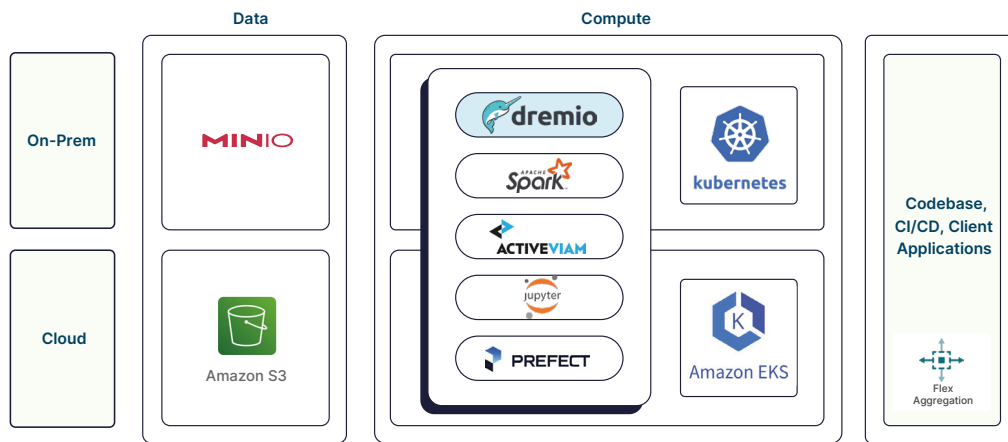 Data
Compute
On-Prem
MINIO
dremio
APACHE
Spark
ACTIVEVIAM
jupyter
PREFECT
kubernetes
Codebase,
CI/CD, Client
Applications
Cloud
Amazon S3
K
Amazon EKS
Flex
Aggregation